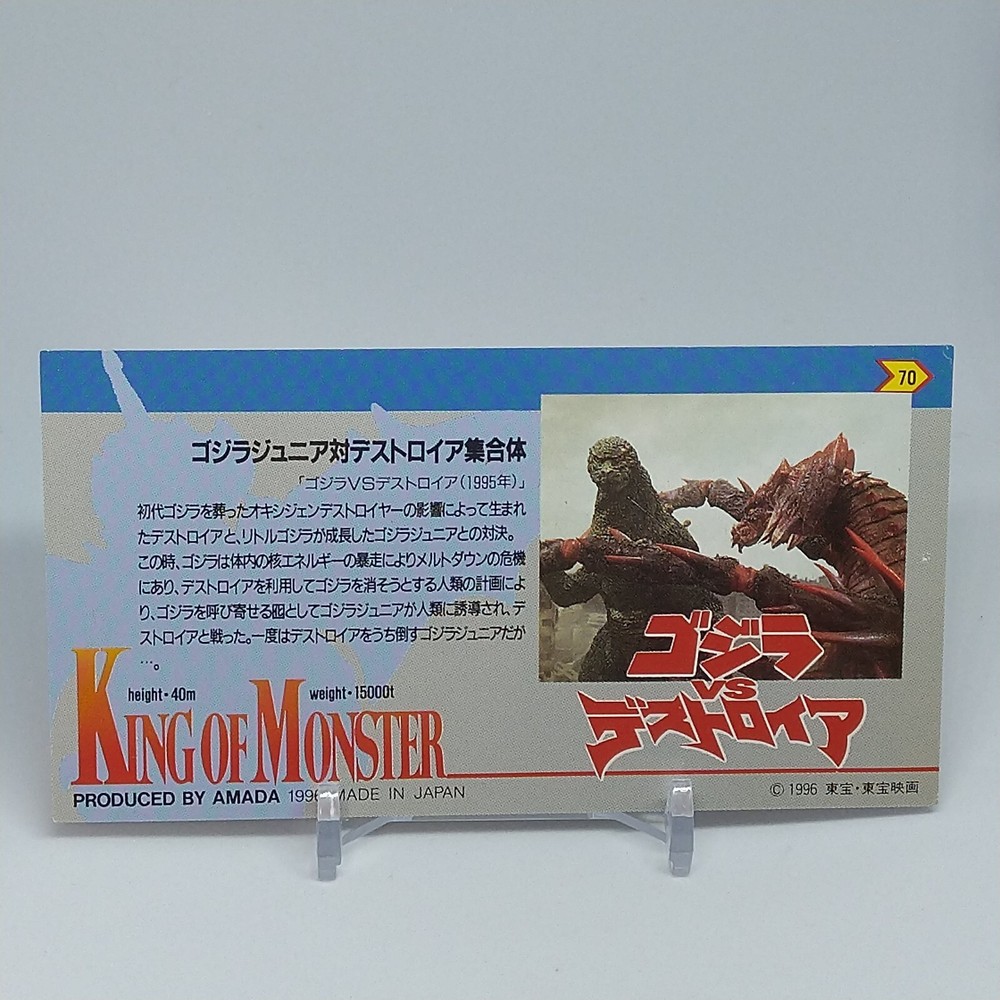 70
ゴジラジュニア対デストロイア集合体
「ゴジラVSデストロイア(1995年)」
初代ゴジラを葬ったオキシジェンデストロイヤーの影響によって生まれ
たデストロイアと、リトルゴジラが成長したゴジラジュニアとの対決。
この時、ゴジラは体内の核エネルギーの暴走によりメルトダウンの危機
にあり、デストロイアを利用してゴジラを消そうとする人類の計画によ
り、ゴジラを呼び寄せる囮としてゴジラジュニアが人類に誘導され、デ
ストロイアと戦った。一度はデストロイアをうち倒すゴジラジュニアだが
…。
height・40m weight・15000t
KING OF MONSTER
PRODUCED BY AMADA 1996 MADE IN JAPAN
ゴジラ
VS
デストロイア
© 1996 東宝・東宝映画